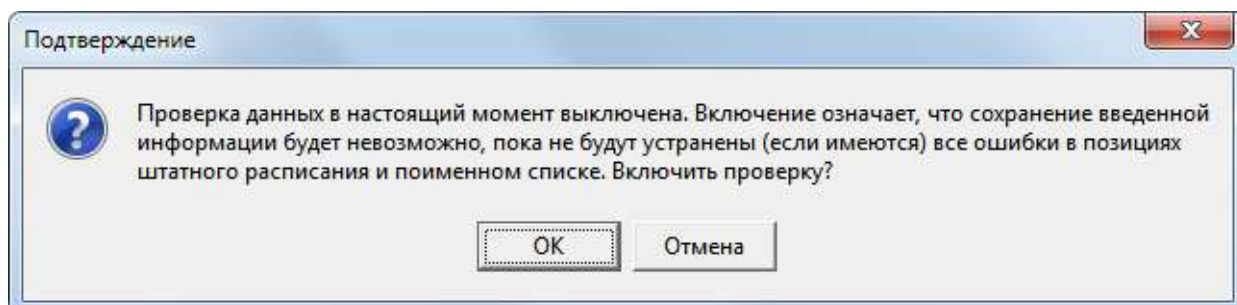 Подтверждение
Проверка данных в настоящий момент выключена. Включение означает, что сохранение введенной
информации будет невозможно, пока не будут устранены (если имеются) все ошибки в позициях
штатного расписания и поименном списке. Включить проверку?
ОК
Отмена